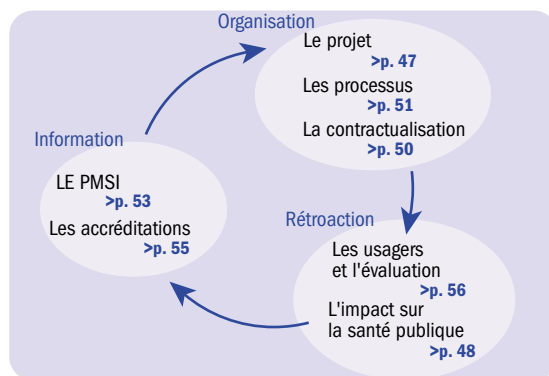 Organisation
Le projet
>p. 47
Les processus
>p. 51
La contractualisation
>p. 50
Information
LE PMSI
>p. 53
Les accréditations
>p. 55
Rétroaction
Les usagers
et l'évaluation
>p. 56
L'impact sur
la santé publique
>p. 48